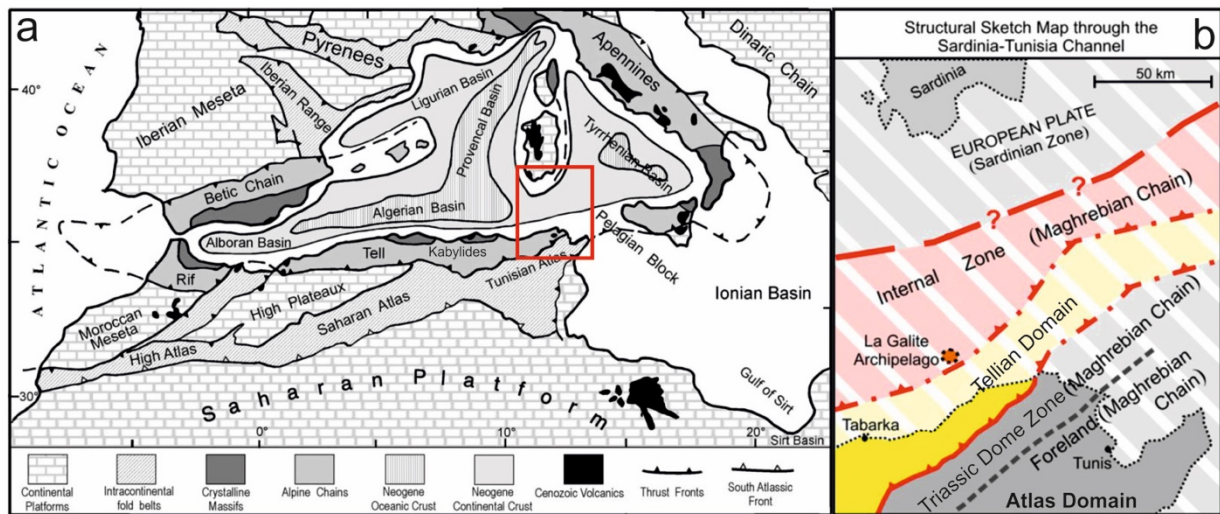 a
ATLANTIC OCEAN
40°
30°
0°
10°
20°
Pyrenees
Iberian Meseta
Iberian Range
Ligurian Basin
Provencal Basin
Apennines
Dinaric Chain
Tyrrhenian Basin
Betic Chain
Algerian Basin
Alboran Basin
Pelagian Block
Rif
Tell
Kabylides
Tunisian Atlas
Ionian Basin
Moroccan
Meseta
High Plateaux
Saharan Atlas
High Atlas
Saharan Platform
Gulf of Sirt
Sirt Basin
Continental
Platforms
Intracontinental
fold belts
Crystalline
Massifs
Alpine Chains
Neogene
Oceanic Crust
Neogene
Continental Crust
Cenozoic Volcanics
Thrust Fronts
South Atlassic
Front
Structural Sketch Map through the
Sardinia-Tunisia Channel
b
50 km
Sardinia
EUROPEAN PLATE
(Sardinian Zone)
?
?
Internal Zone (Maghrebian Chain)
La Galite
Archipelago
Tellian Domain
Tabarka
Triassic Dome Zone (Maghrebian Chain)
Foreland (Maghrebian
Chain)
Tunis
Atlas Domain